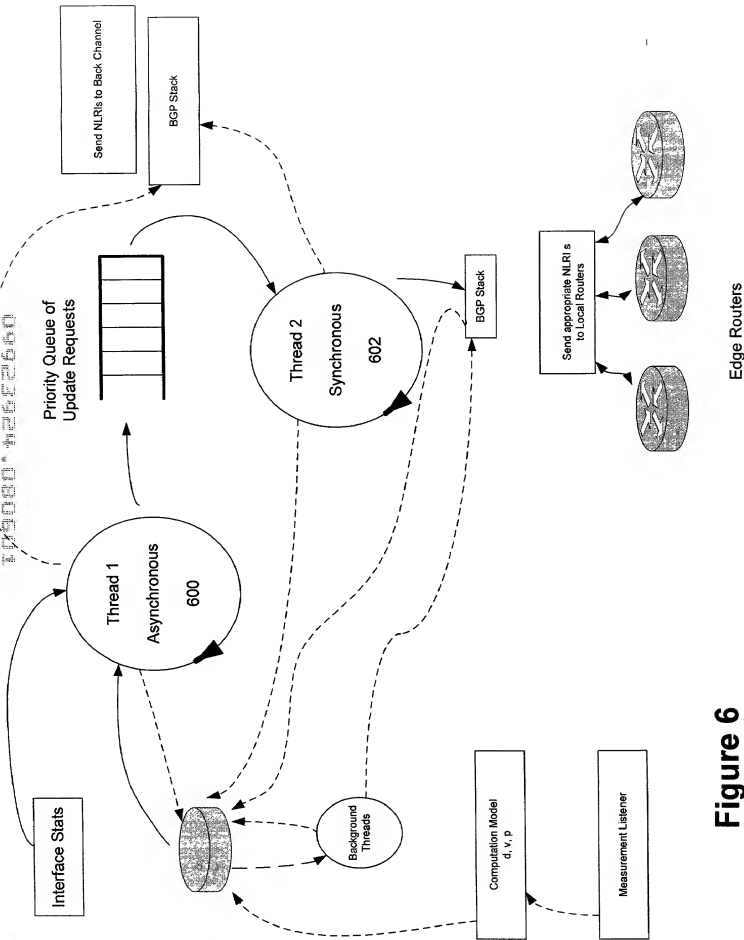 Interface Stats
Thread 1
Asynchronous
600
Priority Queue of
Update Requests
Send NLRIs to Back Channel
BGP Stack
Thread 2
Synchronous
602
BGP Stack
Background
Threads
Computation Model
d, v, p
Measurement Listener
Send appropriate NLRI s
to Local Routers
Edge Routers
Figure 6